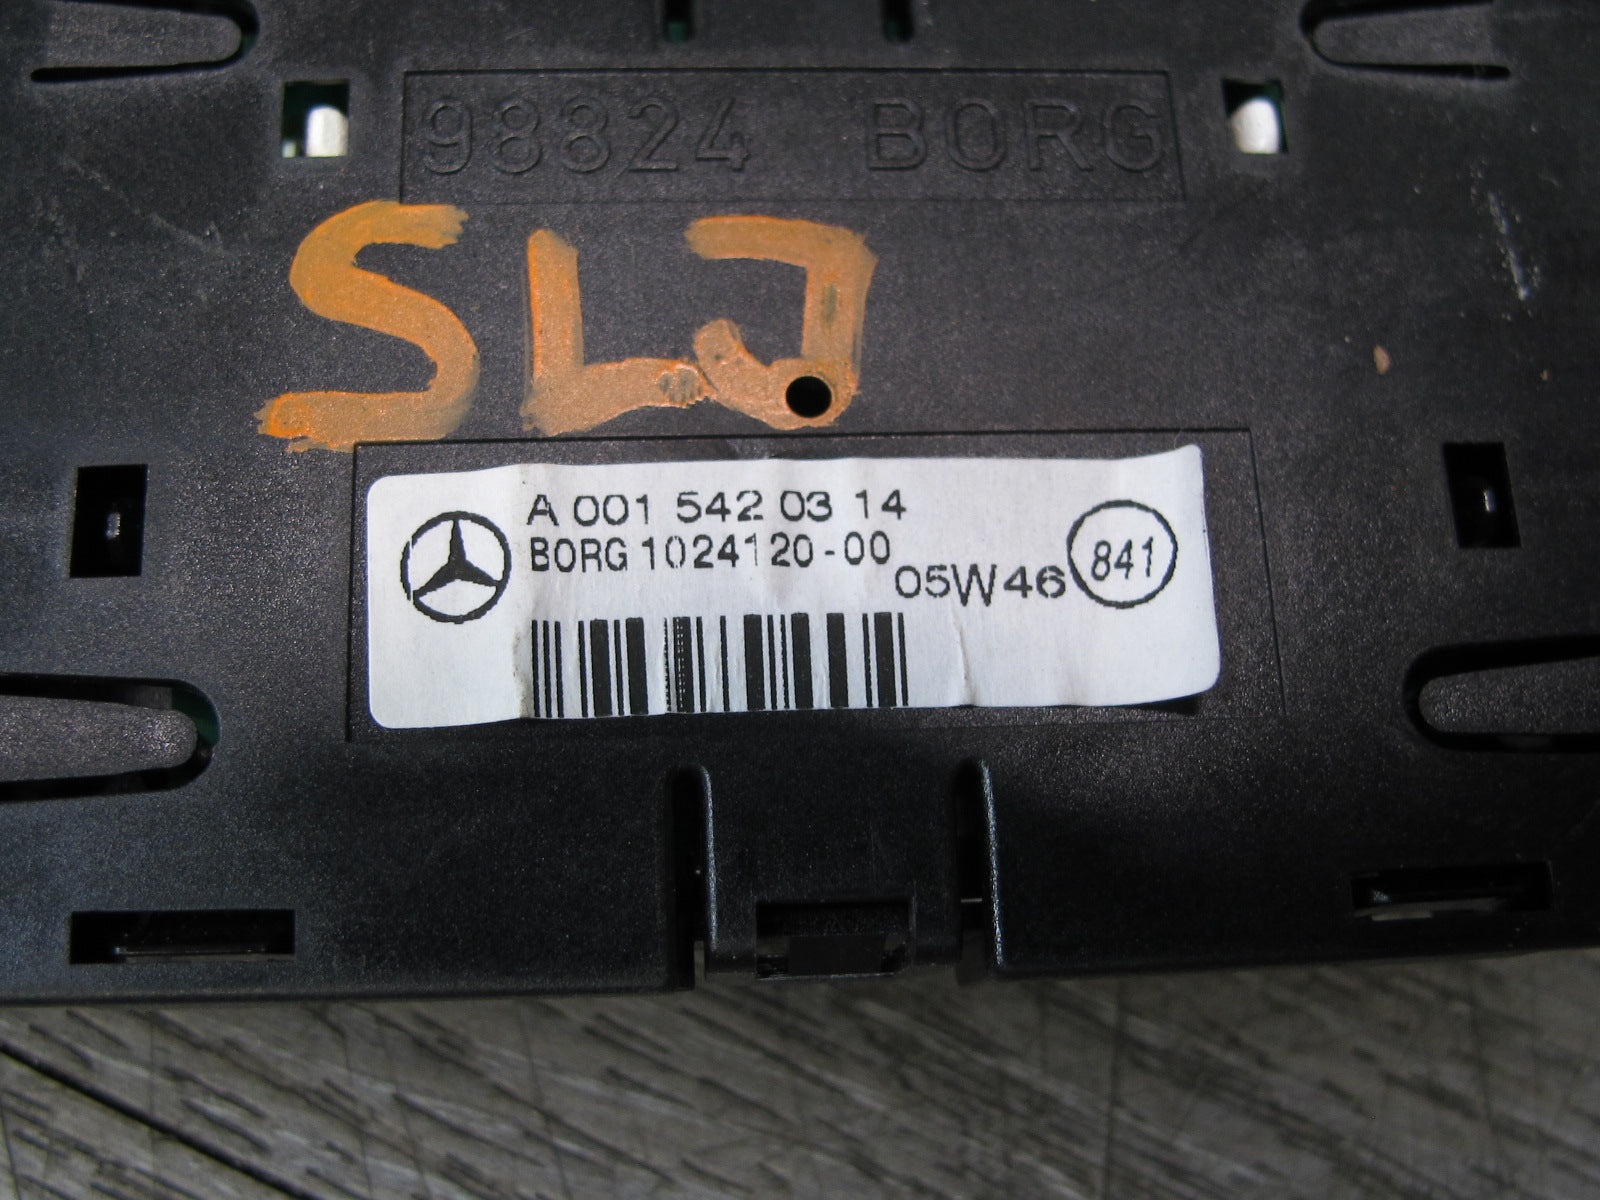 98824 BORG
SLJ
A 001 542 03 14
BORG 1024120-00
05W46
841